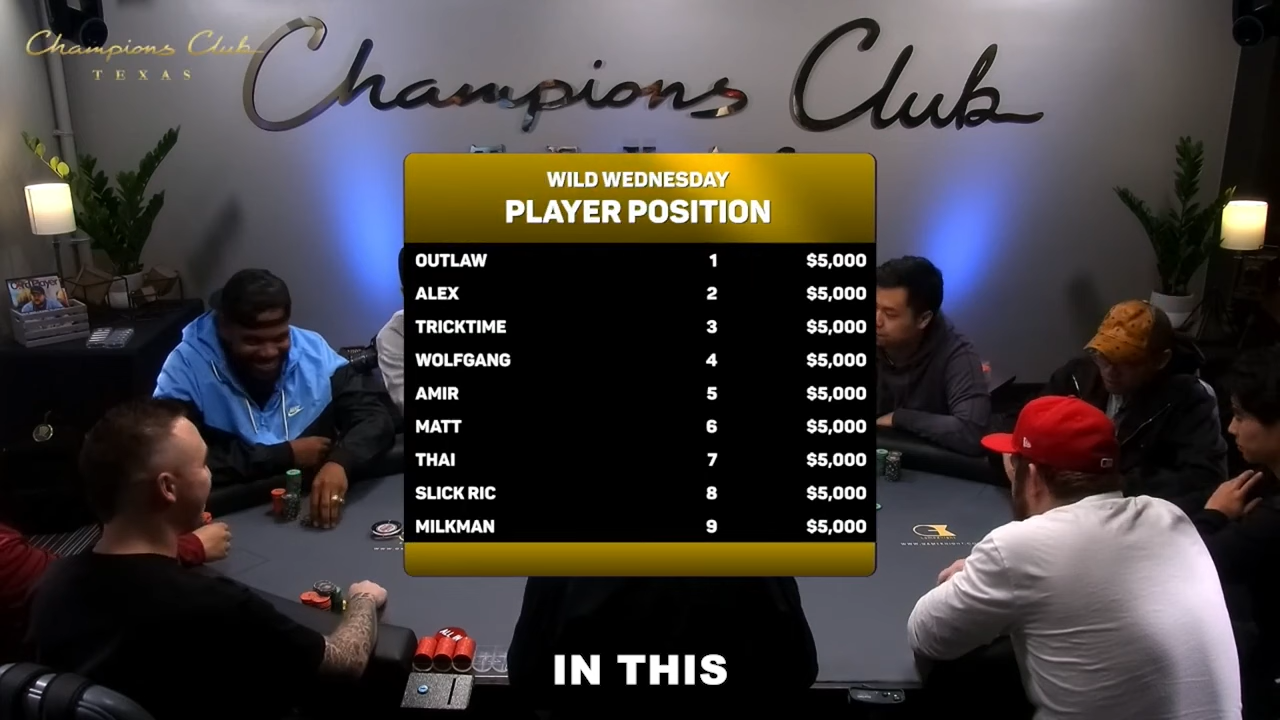 Champions Club
TEXAS
Champions Club
WILD WEDNESDAY
PLAYER POSITION
OUTLAW 1 $5,000
ALEX 2 $5,000
TRICKTIME 3 $5,000
WOLFGANG 4 $5,000
AMIR 5 $5,000
MATT 6 $5,000
THAI 7 $5,000
SLICK RIC 8 $5,000
MILKMAN 9 $5,000
ALL IN
IN THIS